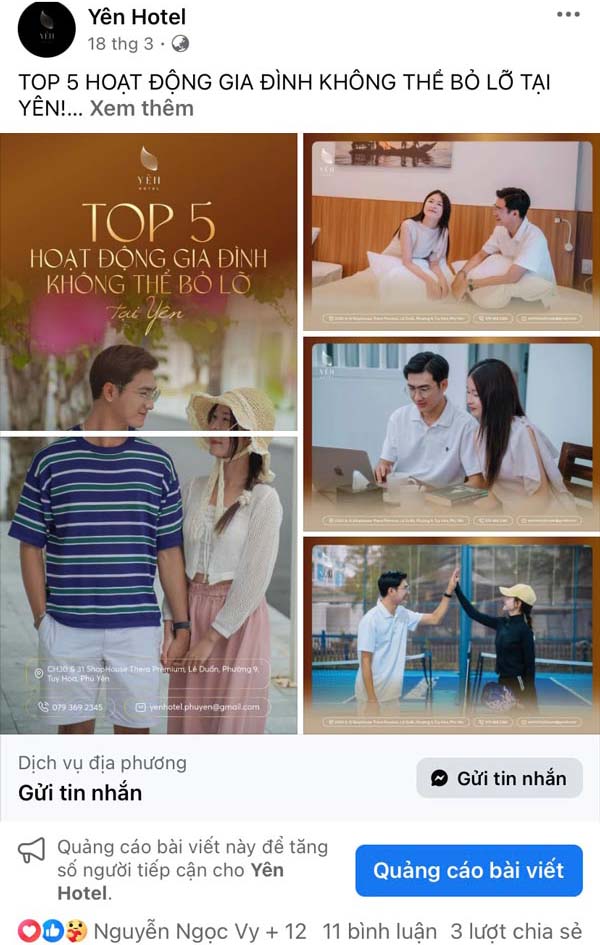 Yên Hotel
18 thg 3 ·
TOP 5 HOẠT ĐỘNG GIA ĐÌNH KHÔNG THỂ BỎ LỠ TẠI
YÊN!... Xem thêm
YÊN
HOTEL
TOP 5
HOẠT ĐỘNG GIA ĐÌNH
KHÔNG THỂ BỎ LỠ
tại Yên
CH30 & 31 ShopHouse Thera Premium, Lê Duẩn, Phường 9,
Tuy Hòa, Phú Yên
079 369 2345
yenhotel.phuyen@gmail.com
Dịch vụ địa phương
Gửi tin nhắn
Gửi tin nhắn
Quảng cáo bài viết này để tăng
số người tiếp cận cho Yên
Hotel.
Quảng cáo bài viết
Nguyễn Ngọc Vy + 12
11 bình luận
3 lượt chia sẻ